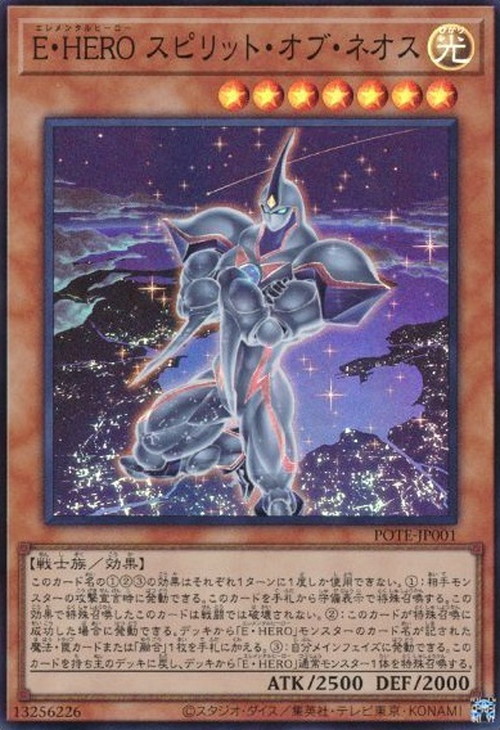 エレメンタルヒーロー
E・HERO スピリット・オブ・ネオス
ひかり
光
POTE-JP001
【戦士族／効果】
このカード名の①②③の効果はそれぞれ1ターンに1度しか使用できない。①：相手モンスターの攻撃宣言時に発動できる。このカードを手札から守備表示で特殊召喚する。この効果で特殊召喚したこのカードは戦闘では破壊されない。②：このカードが特殊召喚に
成功した場合に発動できる。デッキから「E・HERO」モンスターのカード名が記された
魔法・罠カードまたは「融合」1枚を手札に加える。③：自分メインフェイズに発動できる。この
カードを持ち主のデッキに戻し、デッキから「E・HERO」通常モンスター1体を特殊召喚する。
ATK/2500 DEF/2000
13256226
©スタジオ・ダイス／集英社・テレビ東京・KONAMI